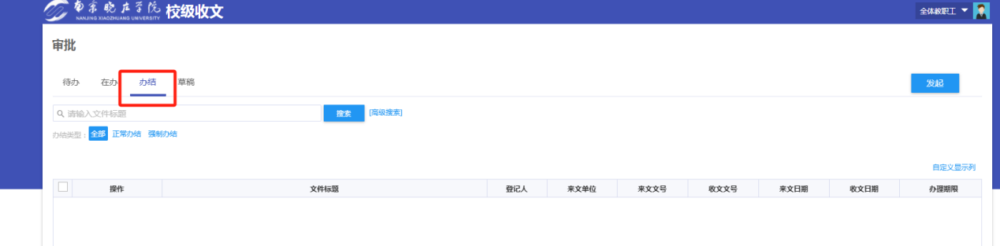 南京晓庄学院 校级收文
NANJING XIAOZHUANG UNIVERSITY
全体教职工
审批
待办 在办 办结 草稿
发起
请输入文件标题 搜索 [高级搜索]
办结类型： 全部 正常办结 强制办结
自定义显示列
操作 文件标题 登记人 来文单位 来文文号 收文文号 来文日期 收文日期 办理期限